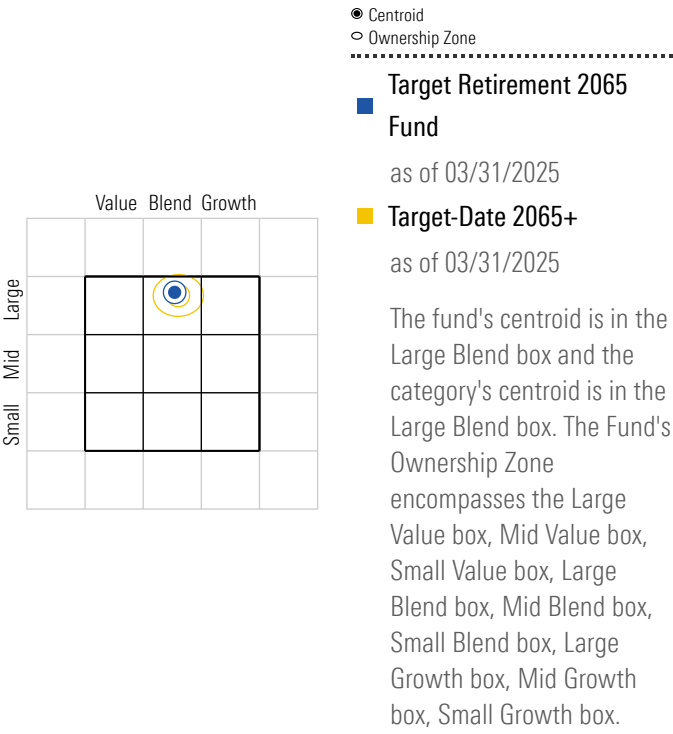 Centroid
Ownership Zone
Target Retirement 2065
Fund
as of 03/31/2025
Value Blend Growth
Target-Date 2065+
as of 03/31/2025
Large
Mid
Small
The fund's centroid is in the
Large Blend box and the
category's centroid is in the
Large Blend box. The Fund's
Ownership Zone
encompasses the Large
Value box, Mid Value box,
Small Value box, Large
Blend box, Mid Blend box,
Small Blend box, Large
Growth box, Mid Growth
box, Small Growth box.